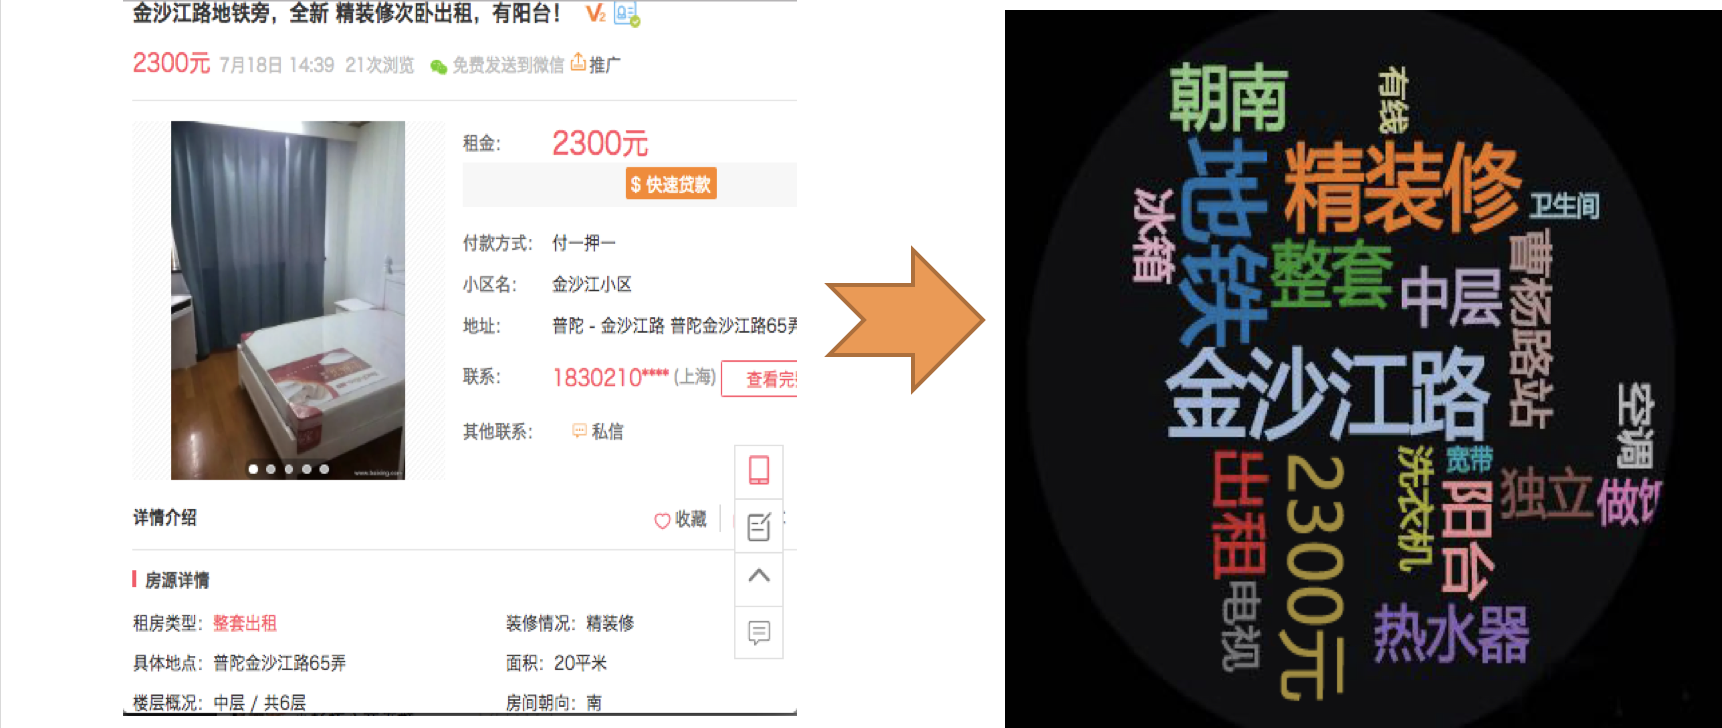 金沙江路地铁旁，全新 精装修次卧出租，有阳台！ V2
2300元 7月18日 14:39 21次浏览 免费发送到微信 推广
租金： 2300元
$ 快速贷款
付款方式： 付一押一
小区名： 金沙江小区
地址： 普陀 - 金沙江路 普陀金沙江路65弄
联系： 1830210**** (上海) 查看完
其他联系： 私信
www.baixing.com
详情介绍
收藏
房源详情
租房类型：整套出租
装修情况：精装修
具体地点：普陀金沙江路65弄
面积：20平米
楼层概况：中层 / 共6层
房间朝向：南
朝南
有线
地铁
精装修
卫生间
冰箱
整套
中层
曹杨路站
金沙江路
空调
出租
2300元
洗衣机
宽带
阳台
独立
做饭
电视
热水器